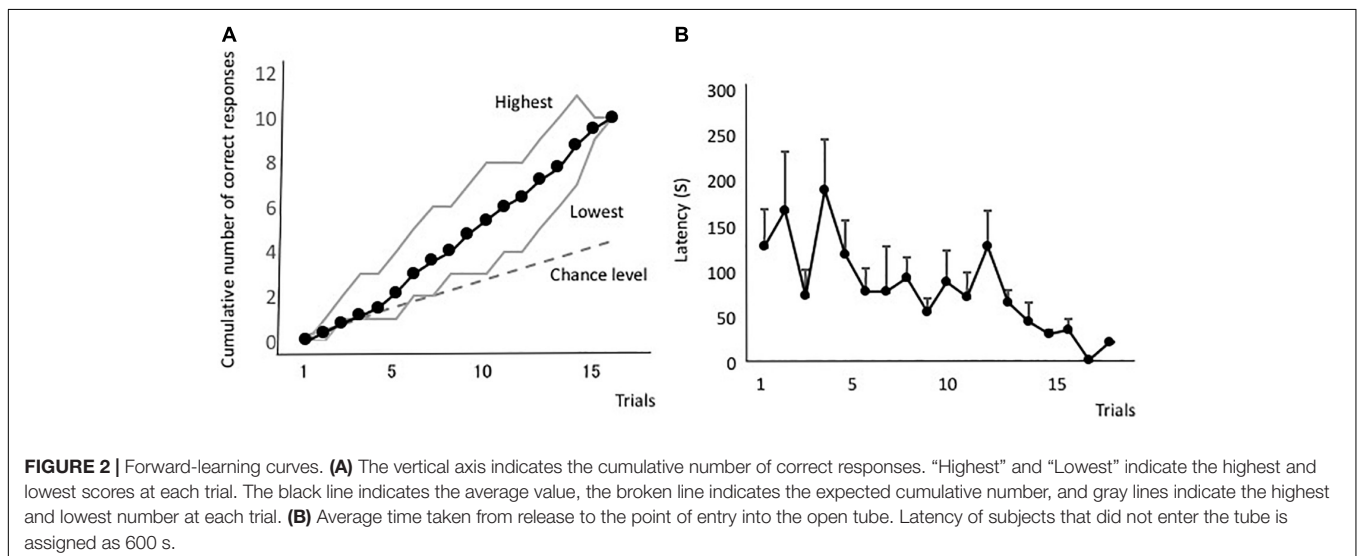 A
Cumulative number of correct responses
12
10
8
6
4
2
0
Highest
Lowest
Chance level
1 5 10 15
Trials
B
Latency (S)
300
250
200
150
100
50
0
1 5 10 15
Trials
FIGURE 2 | Forward-learning curves. (A) The vertical axis indicates the cumulative number of correct responses. “Highest” and “Lowest” indicate the highest and
lowest scores at each trial. The black line indicates the average value, the broken line indicates the expected cumulative number, and gray lines indicate the highest
and lowest number at each trial. (B) Average time taken from release to the point of entry into the open tube. Latency of subjects that did not enter the tube is
assigned as 600 s.